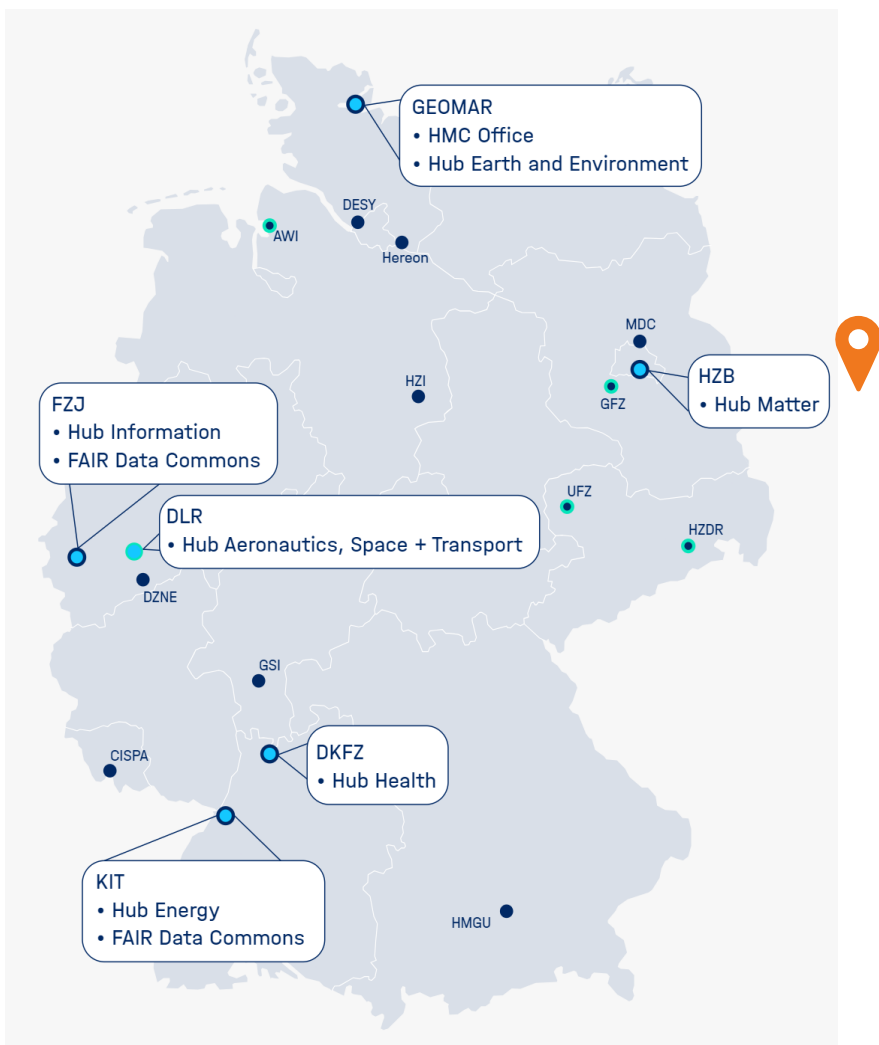 GEOMAR
• HMC Office
• Hub Earth and Environment
DESY
AWI
Hereon
MDC
HZB
• Hub Matter
HZI
GFZ
FZJ
• Hub Information
• FAIR Data Commons
UFZ
DLR
• Hub Aeronautics, Space + Transport
HZDR
DZNE
GSI
DKFZ
• Hub Health
CISPA
KIT
• Hub Energy
• FAIR Data Commons
HMGU